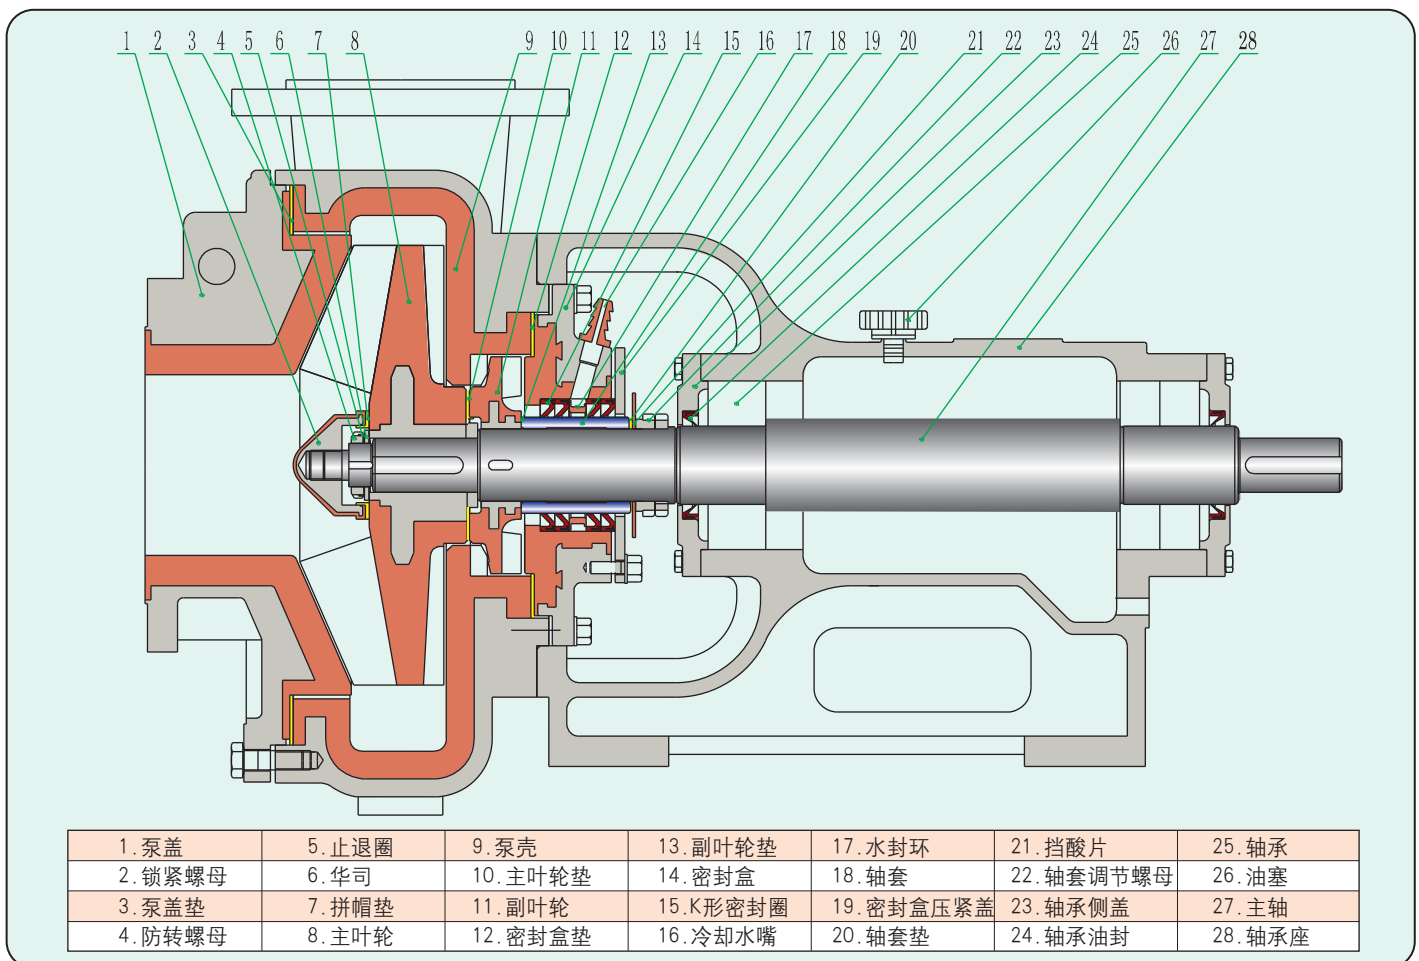 1 2 3 4 5 6 7 8 9 10 11 12 13 14 15 16 17 18 19 20 21 22 23 24 25 26 27 28
1.泵盖 5.止退圈 9.泵壳 13.副叶轮垫 17.水封环 21.挡酸片 25.轴承
2.锁紧螺母 6.华司 10.主叶轮垫 14.密封盒 18.轴套 22.轴套调节螺母 26.油塞
3.泵盖垫 7.拼帽垫 11.副叶轮 15.K形密封圈 19.密封盒压紧盖 23.轴承侧盖 27.主轴
4.防转螺母 8.主叶轮 12.密封盒垫 16.冷却水嘴 20.轴套垫 24.轴承油封 28.轴承座